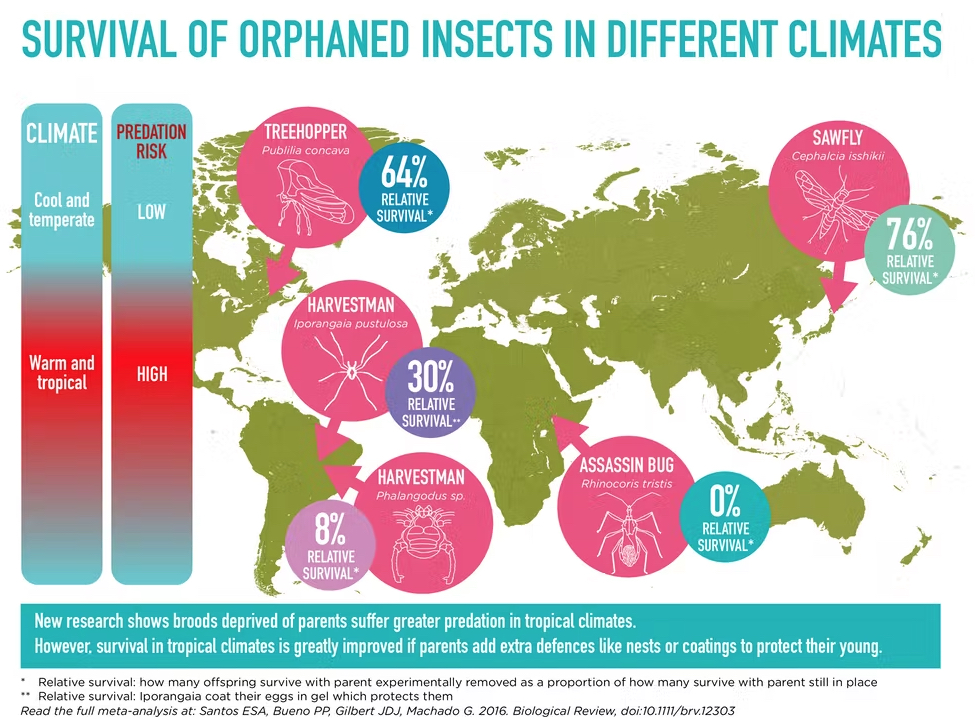 SURVIVAL OF ORPHANED INSECTS IN DIFFERENT CLIMATES
CLIMATE
Cool and
temperate
Warm and
tropical
PREDATION
RISK
LOW
HIGH
TREEHOPPER
Publilia concava
64%
RELATIVE
SURVIVAL*
SAWFLY
Cephalcia isshikii
76%
RELATIVE
SURVIVAL*
HARVESTMAN
Iporangaia pustulosa
30%
RELATIVE
SURVIVAL**
HARVESTMAN
Phalangodus sp.
8%
RELATIVE
SURVIVAL*
ASSASSIN BUG
Rhinocoris tristis
0%
RELATIVE
SURVIVAL*
New research shows broods deprived of parents suffer greater predation in tropical climates.
However, survival in tropical climates is greatly improved if parents add extra defences like nests or coatings to protect their young.
* Relative survival: how many offspring survive with parent experimentally removed as a proportion of how many survive with parent still in place
** Relative survival: Iporangaia coat their eggs in gel which protects them
Read the full meta-analysis at: Santos ESA, Bueno PP, Gilbert JDJ, Machado G. 2016. Biological Review, doi:10.1111/brv.12303